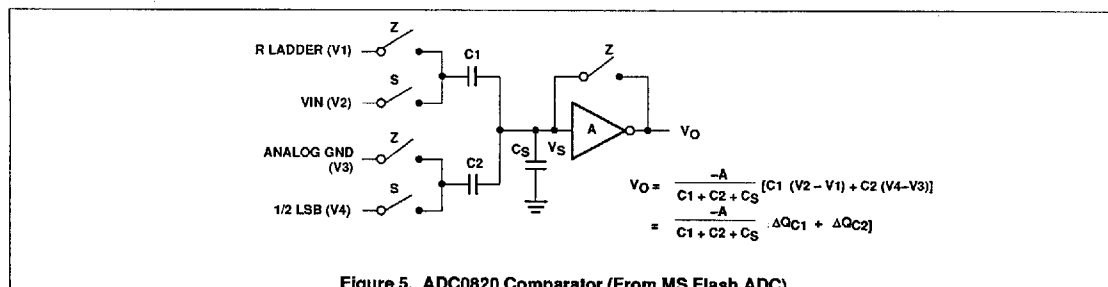 Z
R LADDER (V1)
C1
Z
S
VIN (V2)
A
VO
Z
CS
VS
ANALOG GND
(V3)
C2
S
1/2 LSB (V4)
VO = –A / C1 + C2 + CS [C1 (V2 – V1) + C2 (V4–V3)]
= –A / C1 + C2 + CS ΔQC1 + ΔQC2]
Figure 5. ADC0820 Comparator (From MS Flash ADC)